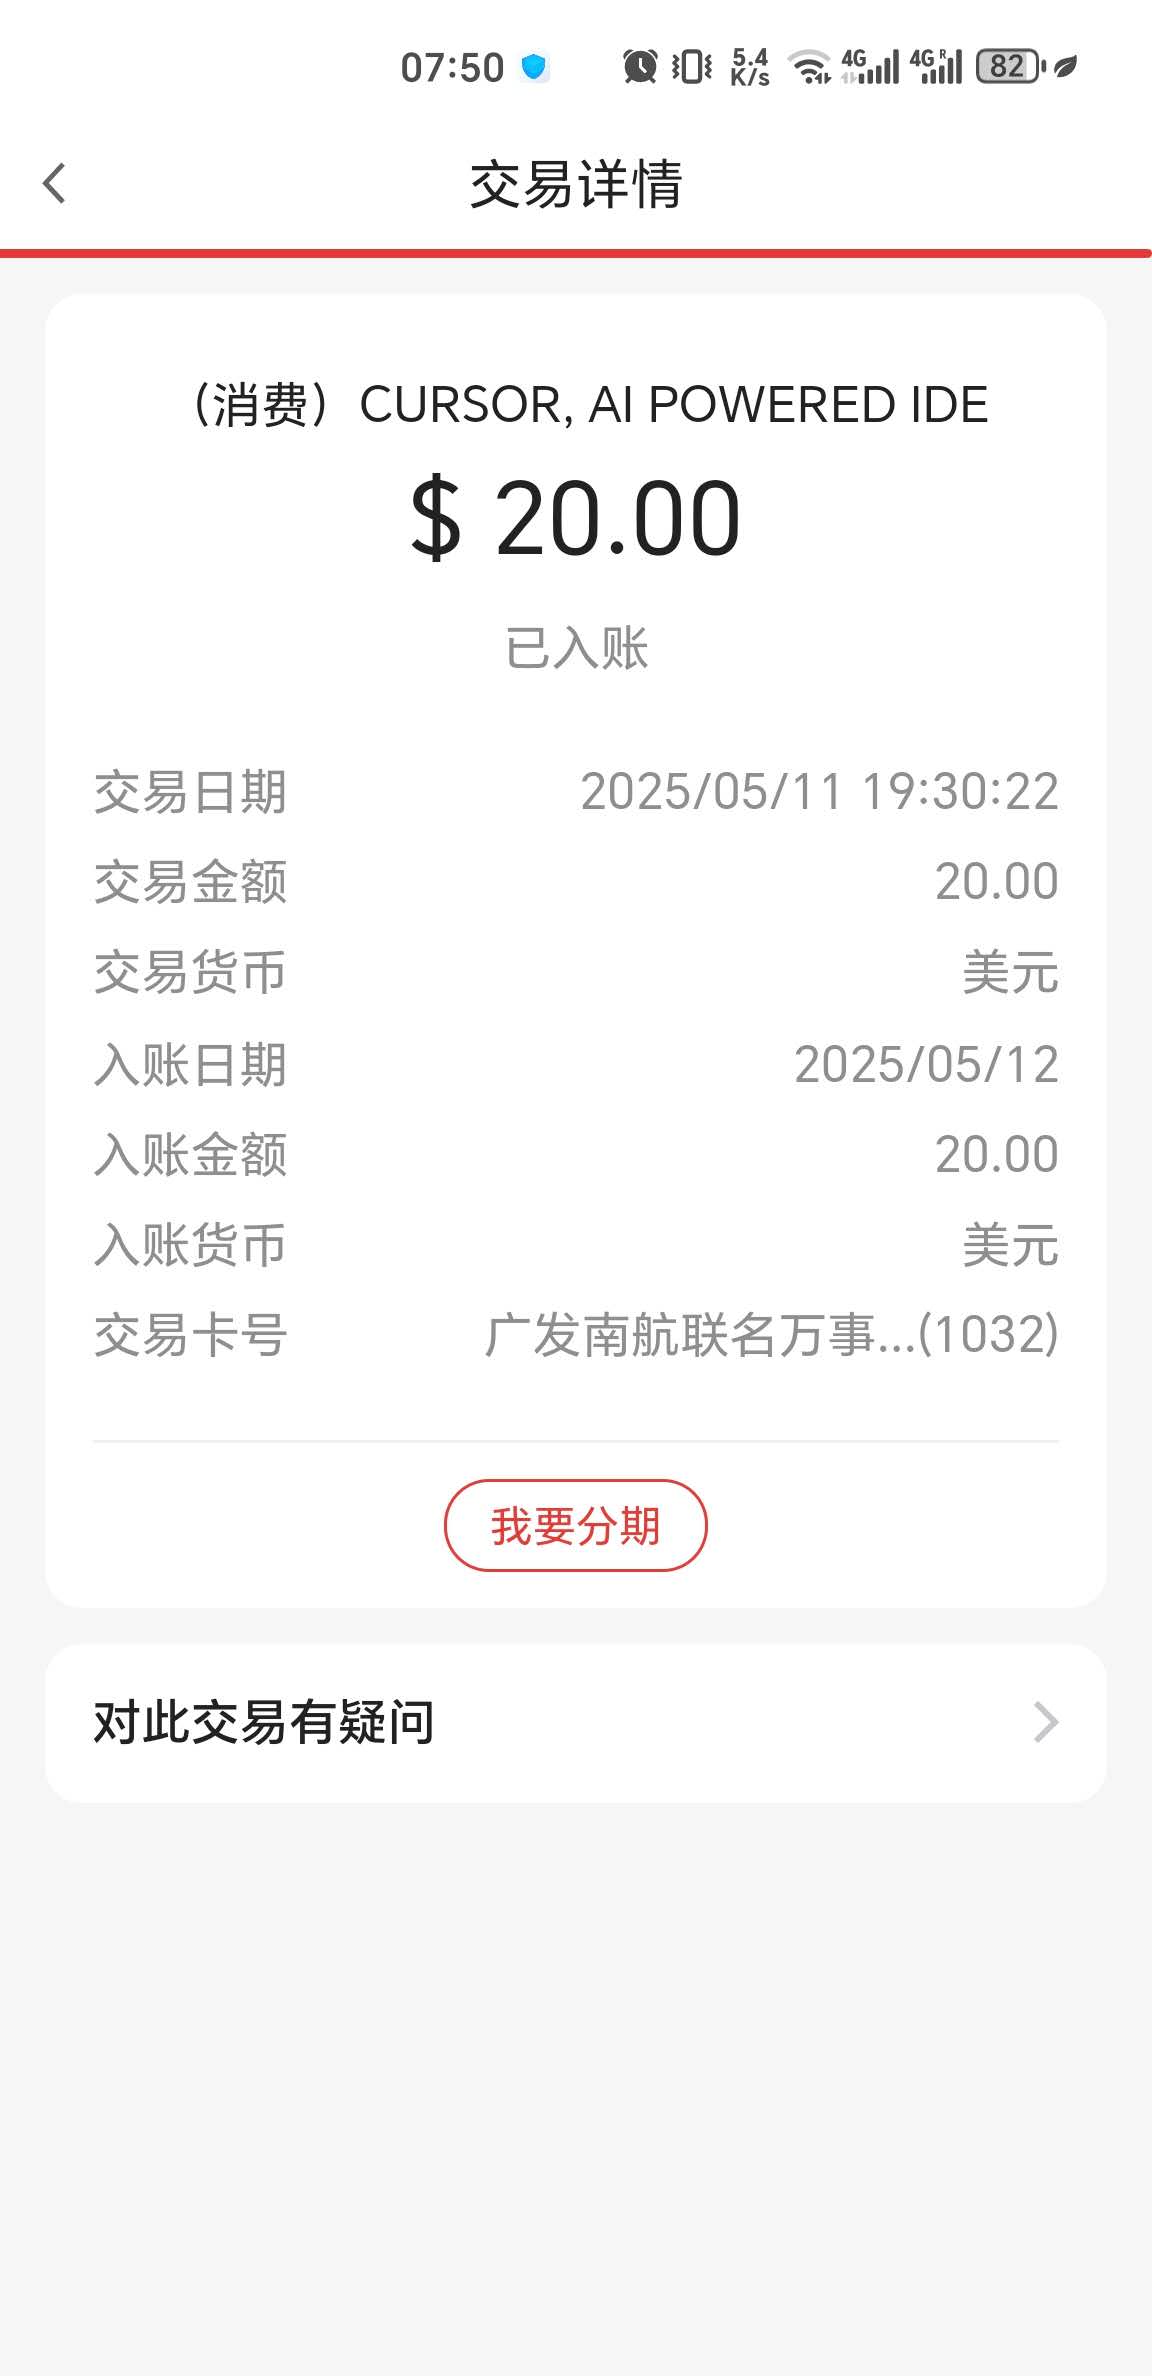 07:50 5.4 K/s 4G 4G R 82
交易详情
（消费）CURSOR, AI POWERED IDE
$ 20.00
已入账
交易日期 2025/05/11 19:30:22
交易金额 20.00
交易货币 美元
入账日期 2025/05/12
入账金额 20.00
入账货币 美元
交易卡号 广发南航联名万事...(1032)
我要分期
对此交易有疑问